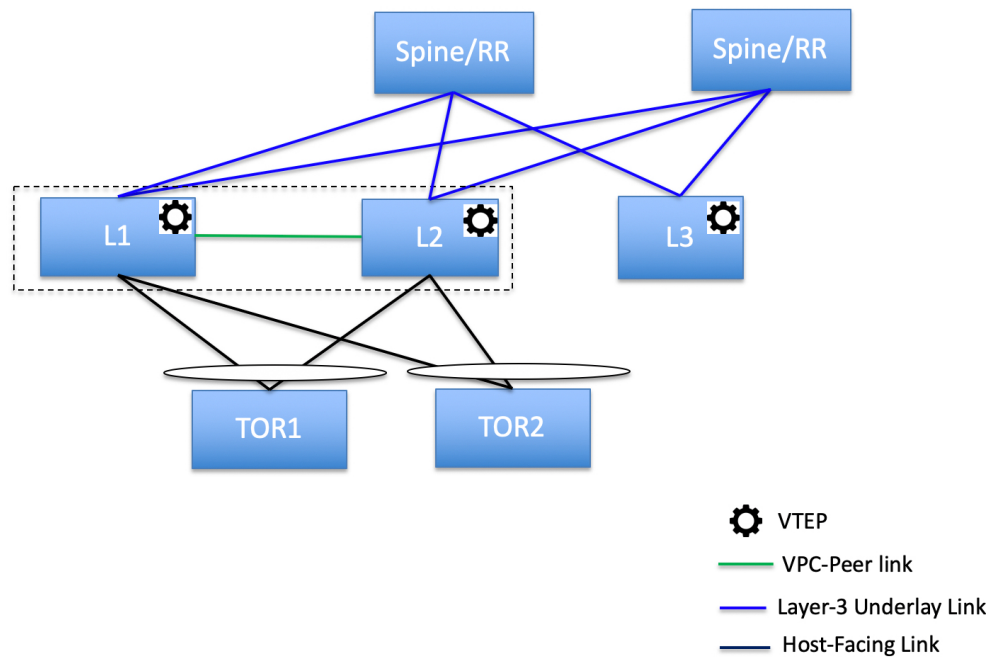 Spine/RR
Spine/RR
L1
L2
L3
TOR1
TOR2
VTEP
VPC-Peer link
Layer-3 Underlay Link
Host-Facing Link